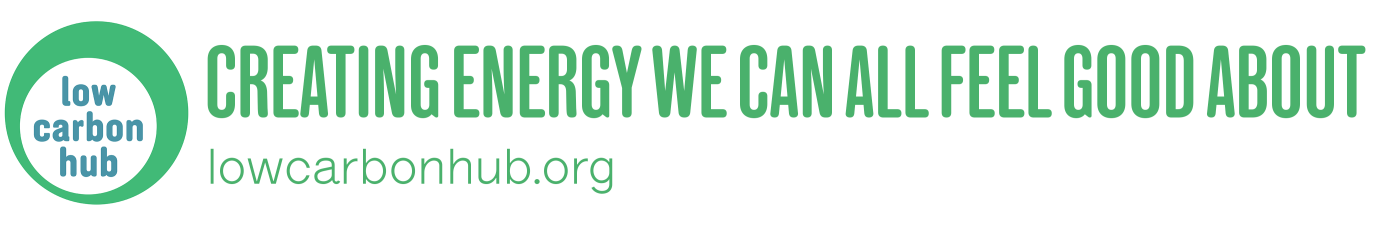 low
carbon
hub
CREATING ENERGY WE CAN ALL FEEL GOOD ABOUT
lowcarbonhub.org